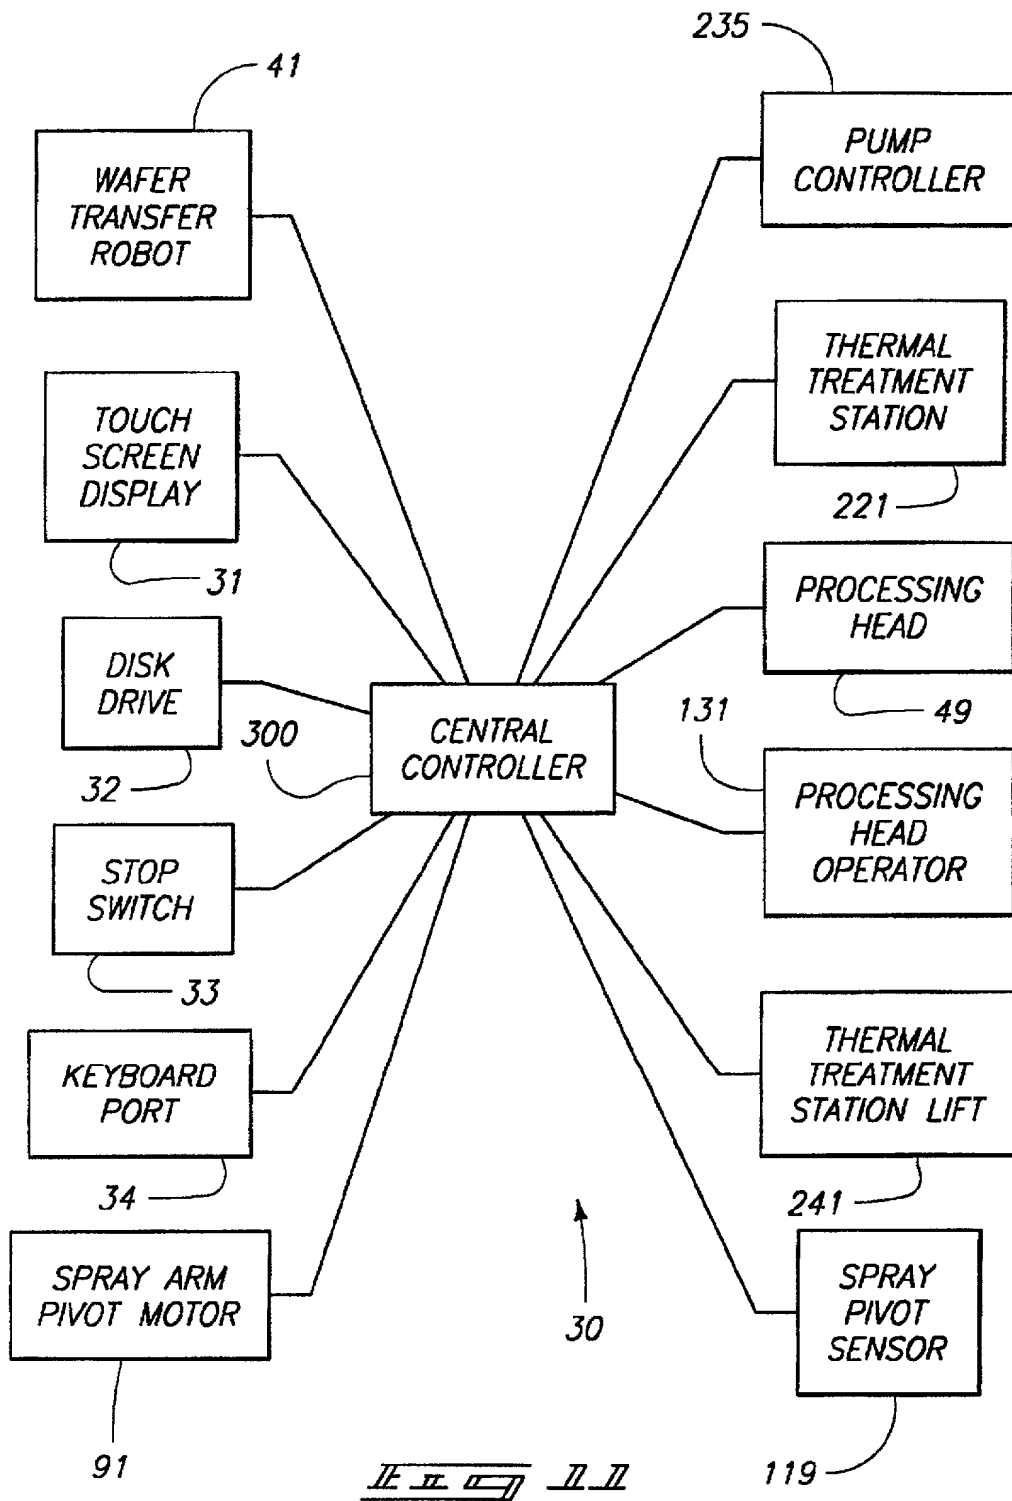 41
WAFER
TRANSFER
ROBOT
TOUCH
SCREEN
DISPLAY
31
DISK
DRIVE
32
STOP
SWITCH
33
KEYBOARD
PORT
34
SPRAY ARM
PIVOT MOTOR
91
300
CENTRAL
CONTROLLER
235
PUMP
CONTROLLER
THERMAL
TREATMENT
STATION
221
PROCESSING
HEAD
49
131
PROCESSING
HEAD
OPERATOR
THERMAL
TREATMENT
STATION LIFT
241
SPRAY
PIVOT
SENSOR
119
30
Fig 11